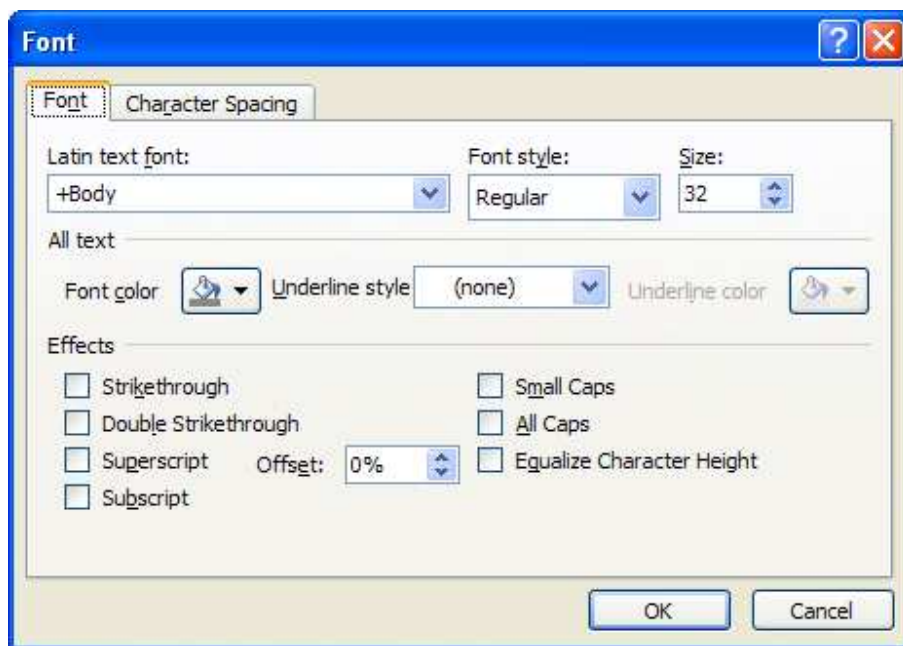 Font
Font Character Spacing
Latin text font: Font style: Size:
+Body Regular 32
All text
Font color Underline style (none) Underline color
Effects
Strikethrough Small Caps
Double Strikethrough All Caps
Superscript Offset: 0% Equalize Character Height
Subscript
OK Cancel